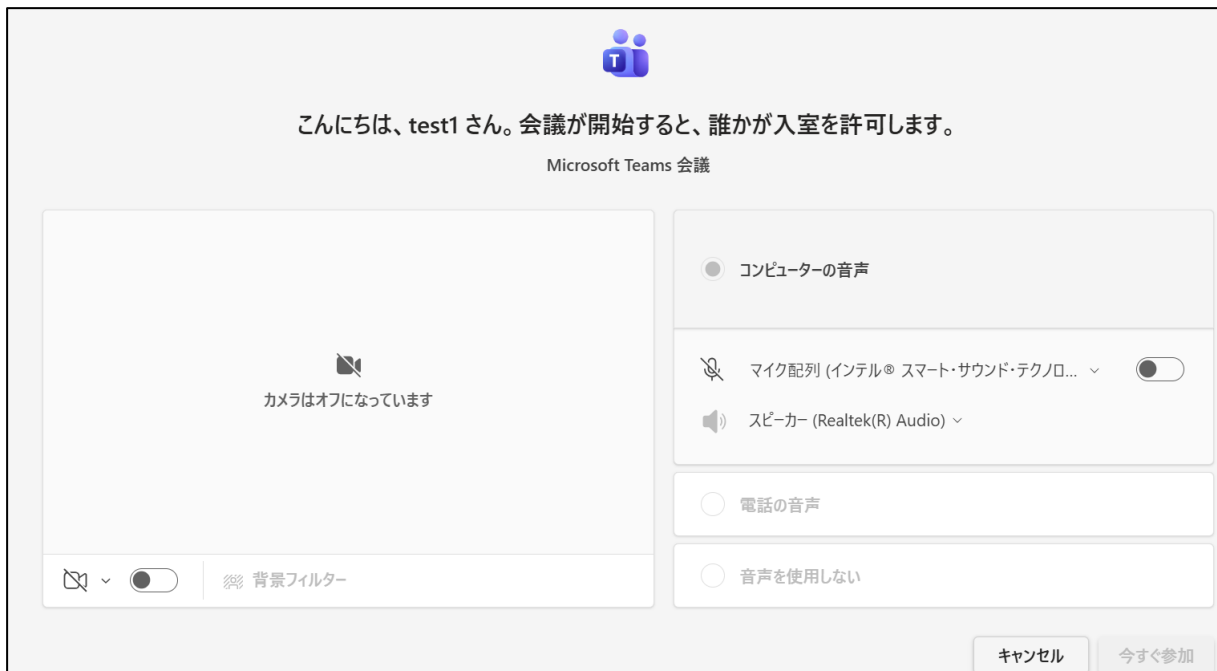 T
こんにちは、test1 さん。会議が開始すると、誰かが入室を許可します。
Microsoft Teams 会議
カメラはオフになっています
背景フィルター
コンピューターの音声
マイク配列 (インテル® スマート・サウンド・テクノロ...
スピーカー (Realtek(R) Audio)
電話の音声
音声を使用しない
キャンセル
今すぐ参加